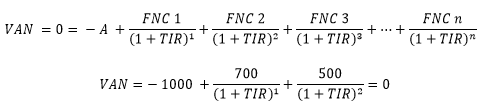 VAN = 0 = − A + FNC 1/(1 + TIR)¹ + FNC 2/(1 + TIR)² + FNC 3/(1 + TIR)³ + ⋯ + FNC n/(1 + TIR)ⁿ
VAN = − 1000 + 700/(1 + TIR)¹ + 500/(1 + TIR)² = 0